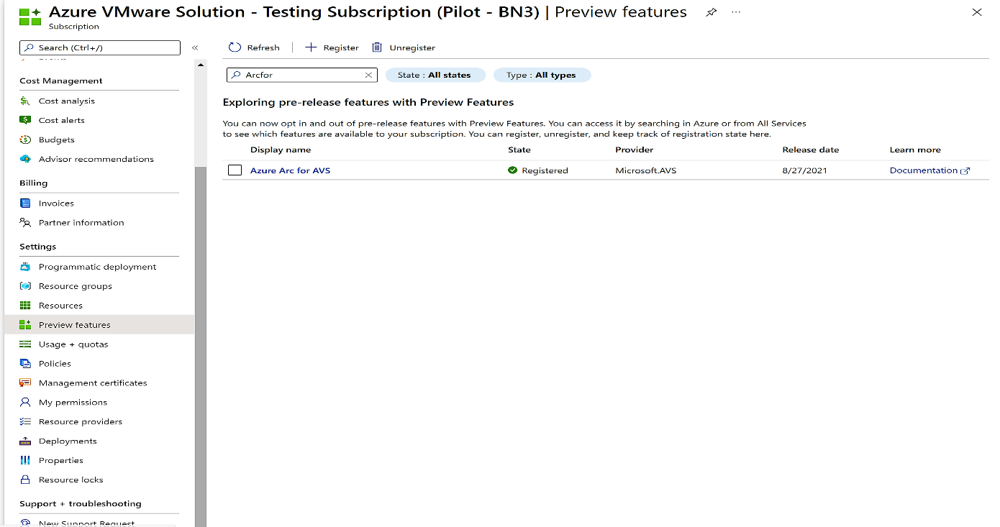 Azure VMware Solution - Testing Subscription (Pilot - BN3) | Preview features
Subscription
Search (Ctrl+/)
«
Refresh
Register
Unregister
Arcfor
State : All states
Type : All types
Cost Management
Cost analysis
Cost alerts
Budgets
Advisor recommendations
Billing
Invoices
Partner information
Settings
Programmatic deployment
Resource groups
Resources
Preview features
Usage + quotas
Policies
Management certificates
My permissions
Resource providers
Deployments
Properties
Resource locks
Support + troubleshooting
New Support Request
Exploring pre-release features with Preview Features
You can now opt in and out of pre-release features with Preview Features. You can access it by searching in Azure or from All Services
to see which features are available to your subscription. You can register, unregister, and keep track of registration state here.
Display name State Provider Release date Learn more
Azure Arc for AVS Registered Microsoft.AVS 8/27/2021 Documentation